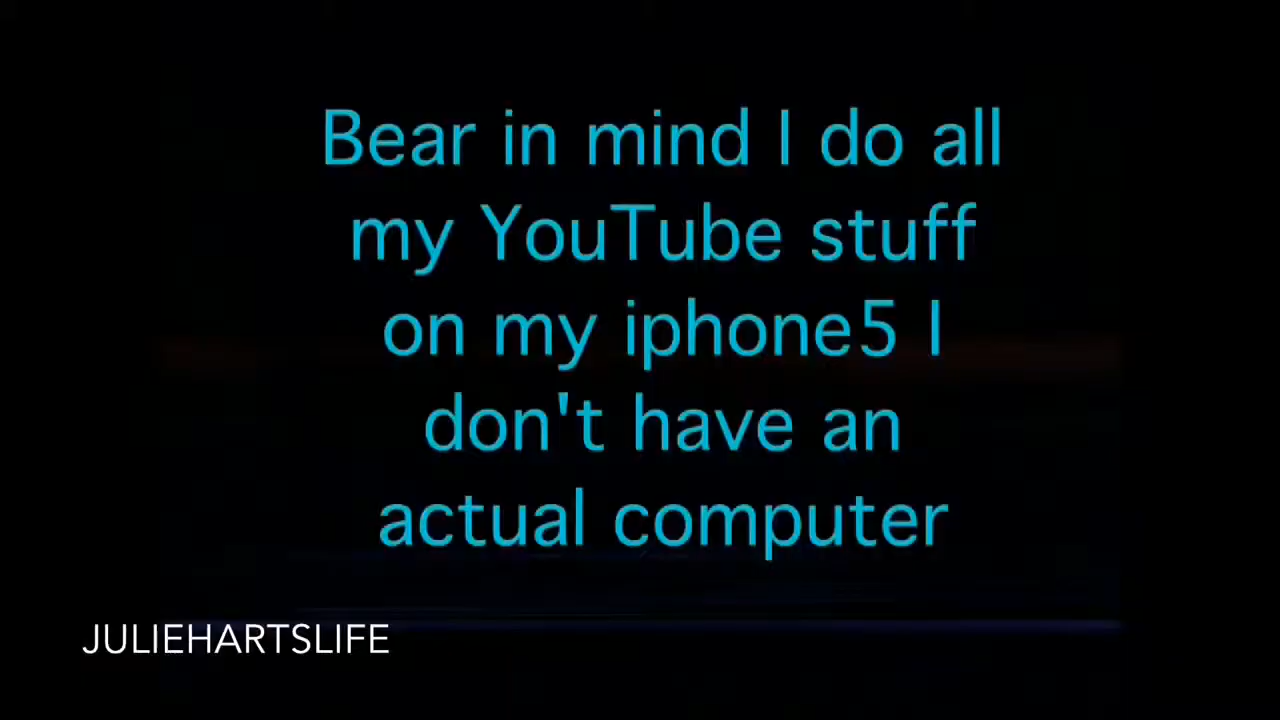 Bear in mind I do all
my YouTube stuff
on my iphone5 I
don't have an
actual computer
JULIEHARTSLIFE